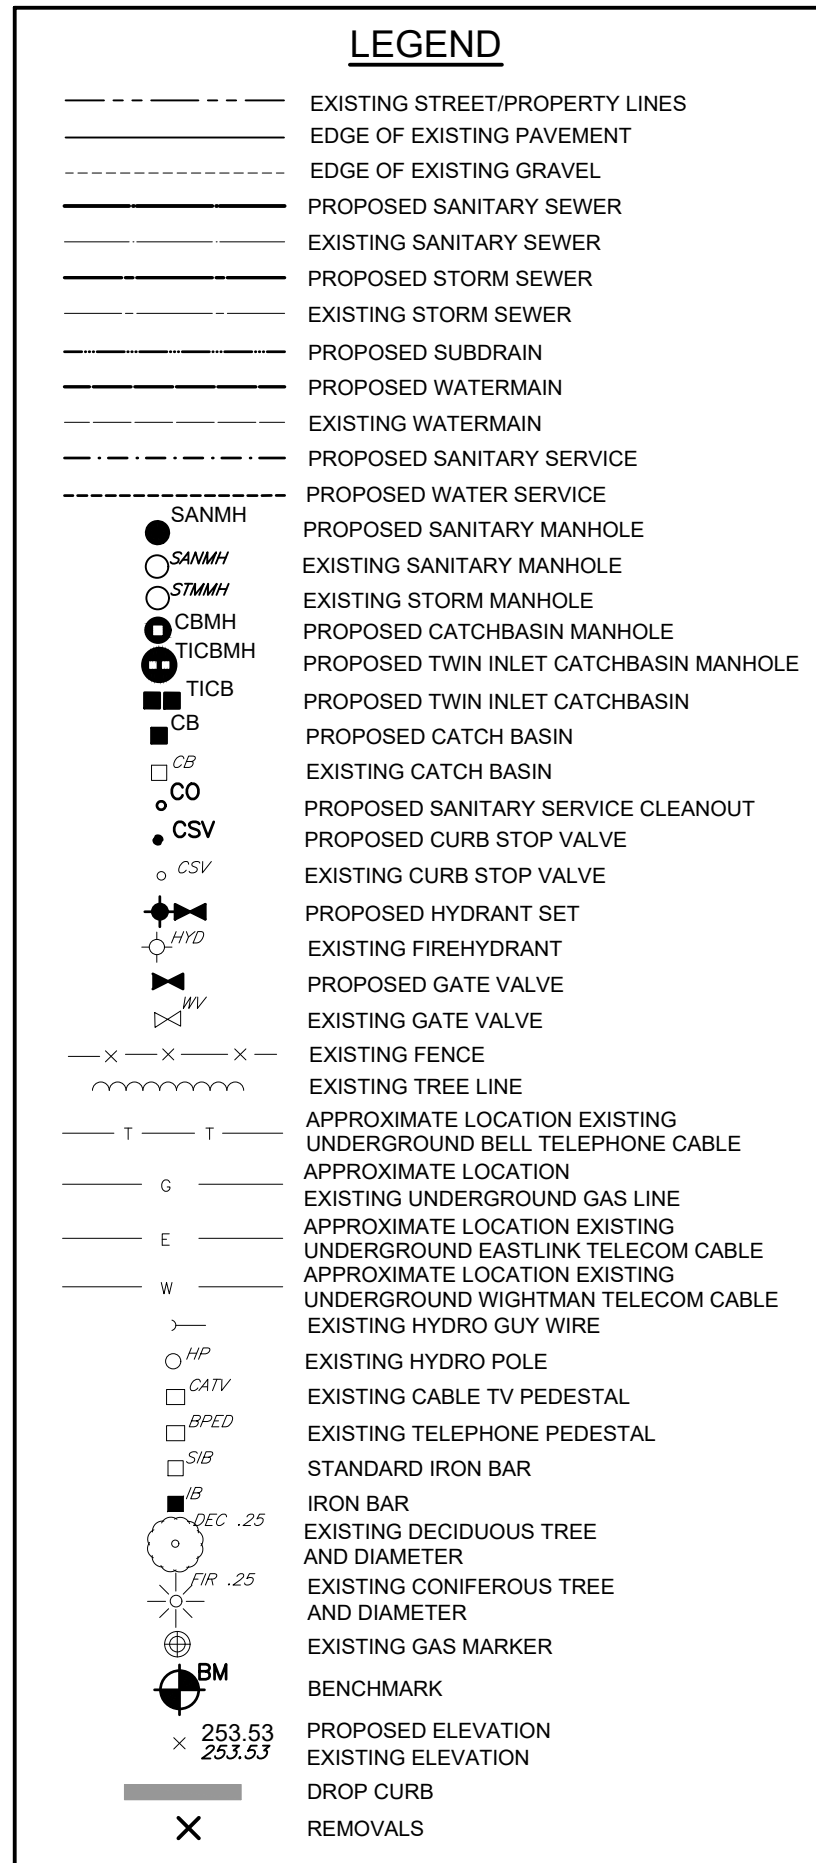 LEGEND
EXISTING STREET/PROPERTY LINES
EDGE OF EXISTING PAVEMENT
EDGE OF EXISTING GRAVEL
PROPOSED SANITARY SEWER
EXISTING SANITARY SEWER
PROPOSED STORM SEWER
EXISTING STORM SEWER
PROPOSED SUBDRAIN
PROPOSED WATERMAIN
EXISTING WATERMAIN
PROPOSED SANITARY SERVICE
PROPOSED WATER SERVICE
SANMH PROPOSED SANITARY MANHOLE
SANMH EXISTING SANITARY MANHOLE
STMMH EXISTING STORM MANHOLE
CBMH PROPOSED CATCHBASIN MANHOLE
TICBMH PROPOSED TWIN INLET CATCHBASIN MANHOLE
TICB PROPOSED TWIN INLET CATCHBASIN
CB PROPOSED CATCH BASIN
CB EXISTING CATCH BASIN
CO PROPOSED SANITARY SERVICE CLEANOUT
CSV PROPOSED CURB STOP VALVE
CSV EXISTING CURB STOP VALVE
PROPOSED HYDRANT SET
HYD EXISTING FIREHYDRANT
PROPOSED GATE VALVE
WV EXISTING GATE VALVE
EXISTING FENCE
EXISTING TREE LINE
T T APPROXIMATE LOCATION EXISTING
UNDERGROUND BELL TELEPHONE CABLE
G APPROXIMATE LOCATION
EXISTING UNDERGROUND GAS LINE
E APPROXIMATE LOCATION EXISTING
UNDERGROUND EASTLINK TELECOM CABLE
W APPROXIMATE LOCATION EXISTING
UNDERGROUND WIGHTMAN TELECOM CABLE
EXISTING HYDRO GUY WIRE
HP EXISTING HYDRO POLE
CATV EXISTING CABLE TV PEDESTAL
BPED EXISTING TELEPHONE PEDESTAL
SIB STANDARD IRON BAR
IB IRON BAR
DEC .25 EXISTING DECIDUOUS TREE
AND DIAMETER
FIR .25 EXISTING CONIFEROUS TREE
AND DIAMETER
EXISTING GAS MARKER
BM BENCHMARK
253.53 PROPOSED ELEVATION
253.53 EXISTING ELEVATION
DROP CURB
REMOVALS